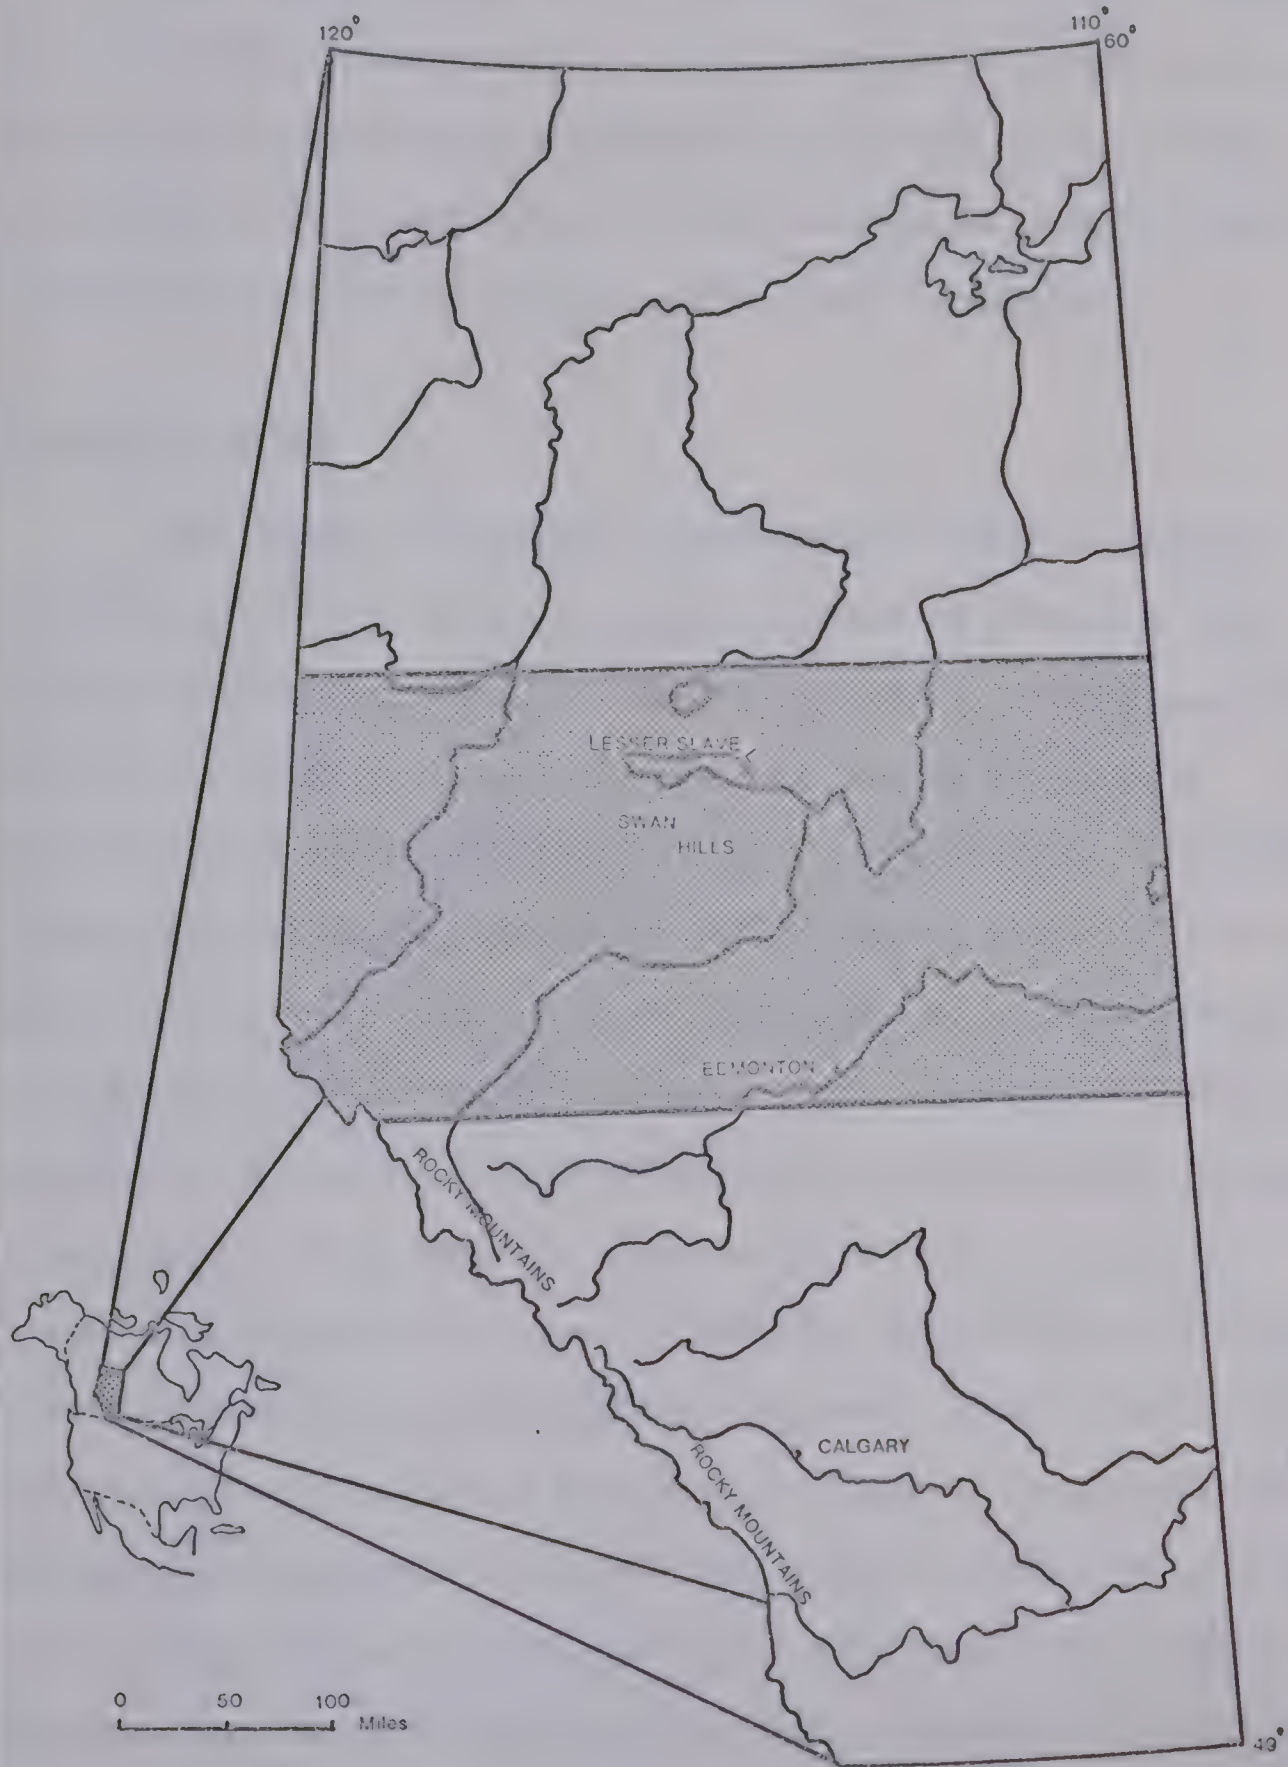 120°
110°
60°
LESSER SLAVE
SWAN
HILLS
EDMONTON
ROCKY MOUNTAINS
CALGARY
ROCKY MOUNTAINS
0 50 100
Miles
49°